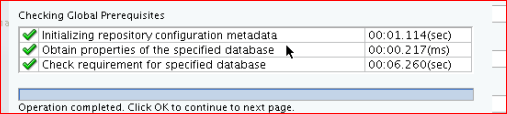 Checking Global Prerequisites
Initializing repository configuration metadata 00:01.114(sec)
Obtain properties of the specified database 00:00.217(ms)
Check requirement for specified database 00:06.260(sec)
Operation completed. Click OK to continue to next page.